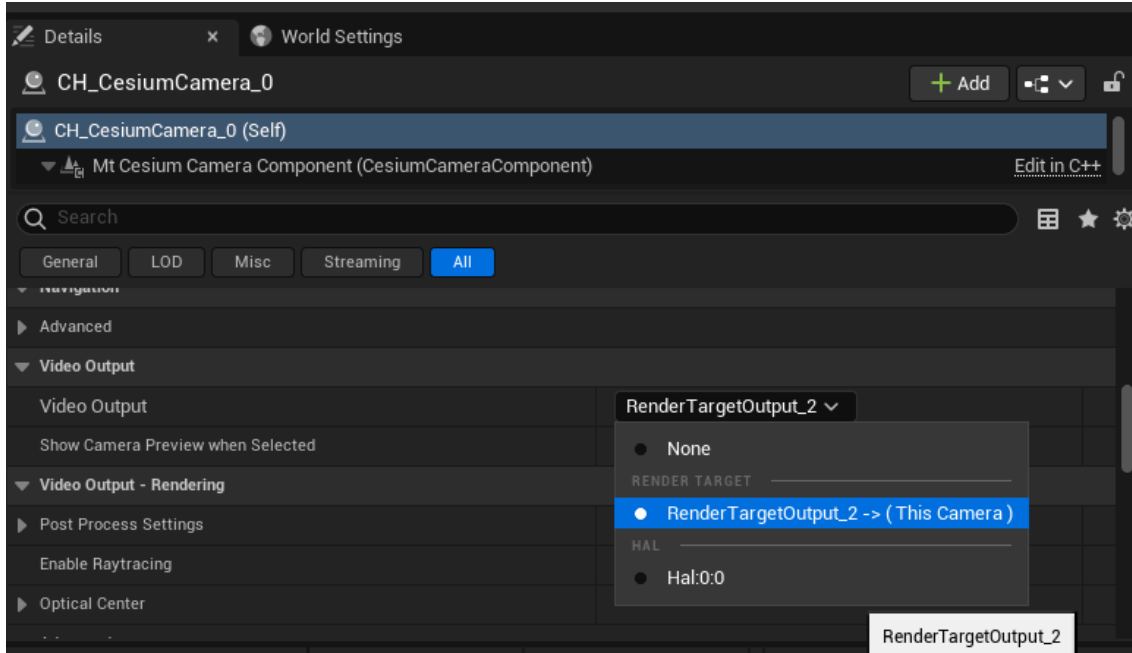 Details
World Settings
CH_CesiumCamera_0
Add
CH_CesiumCamera_0 (Self)
Mt Cesium Camera Component (CesiumCameraComponent)
Edit in C++
Search
General LOD Misc Streaming All
Navigation
Advanced
Video Output
Video Output
RenderTargetOutput_2
None
Show Camera Preview when Selected
RENDER TARGET
Video Output - Rendering
RenderTargetOutput_2 -> ( This Camera )
Post Process Settings
HAL
Enable Raytracing
Hal:0:0
Optical Center
RenderTargetOutput_2